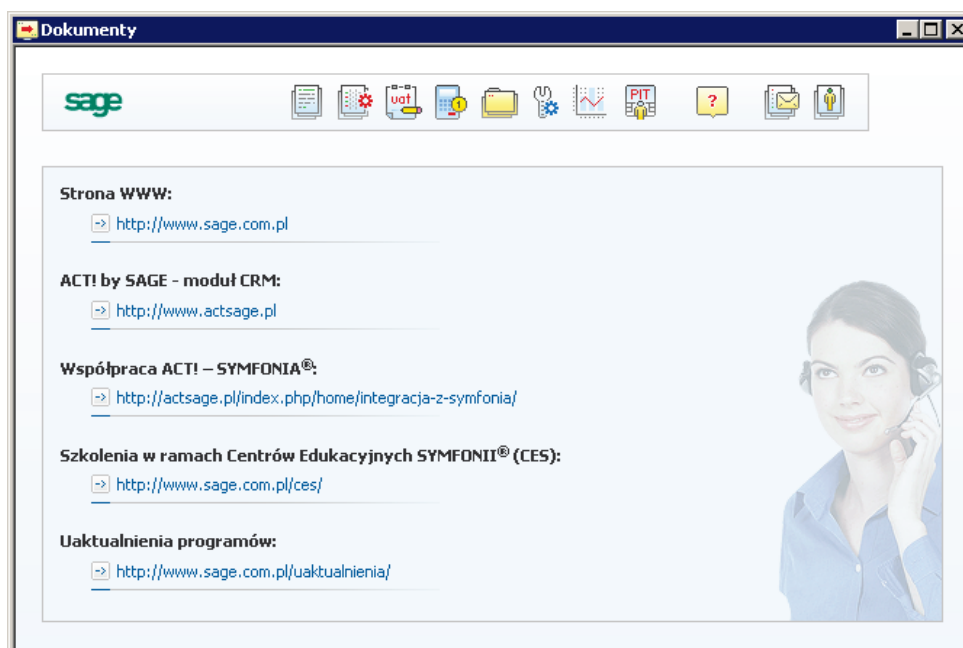 Dokumenty
sage
vat 1 PIT ?
Strona WWW:
-> http://www.sage.com.pl
ACT! by SAGE - moduł CRM:
-> http://www.actsage.pl
Współpraca ACT! – SYMFONIA®:
-> http://actsage.pl/index.php/home/integracja-z-symfonia/
Szkolenia w ramach Centrów Edukacyjnych SYMFONII® (CES):
-> http://www.sage.com.pl/ces/
Uaktualnienia programów:
-> http://www.sage.com.pl/uaktualnienia/